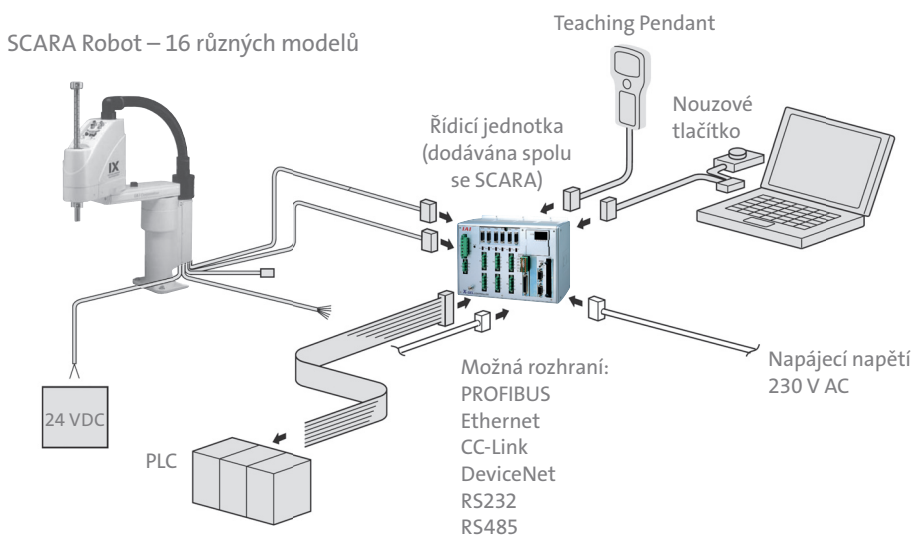 Teaching Pendant
SCARA Robot – 16 různých modelů
Nouzové
tlačítko
Řídicí jednotka
(dodávána spolu
se SCARA)
IX
IAI
Možná rozhraní:
PROFIBUS
Ethernet
CC-Link
DeviceNet
RS232
RS485
Napájecí napětí
230 V AC
24 VDC
PLC